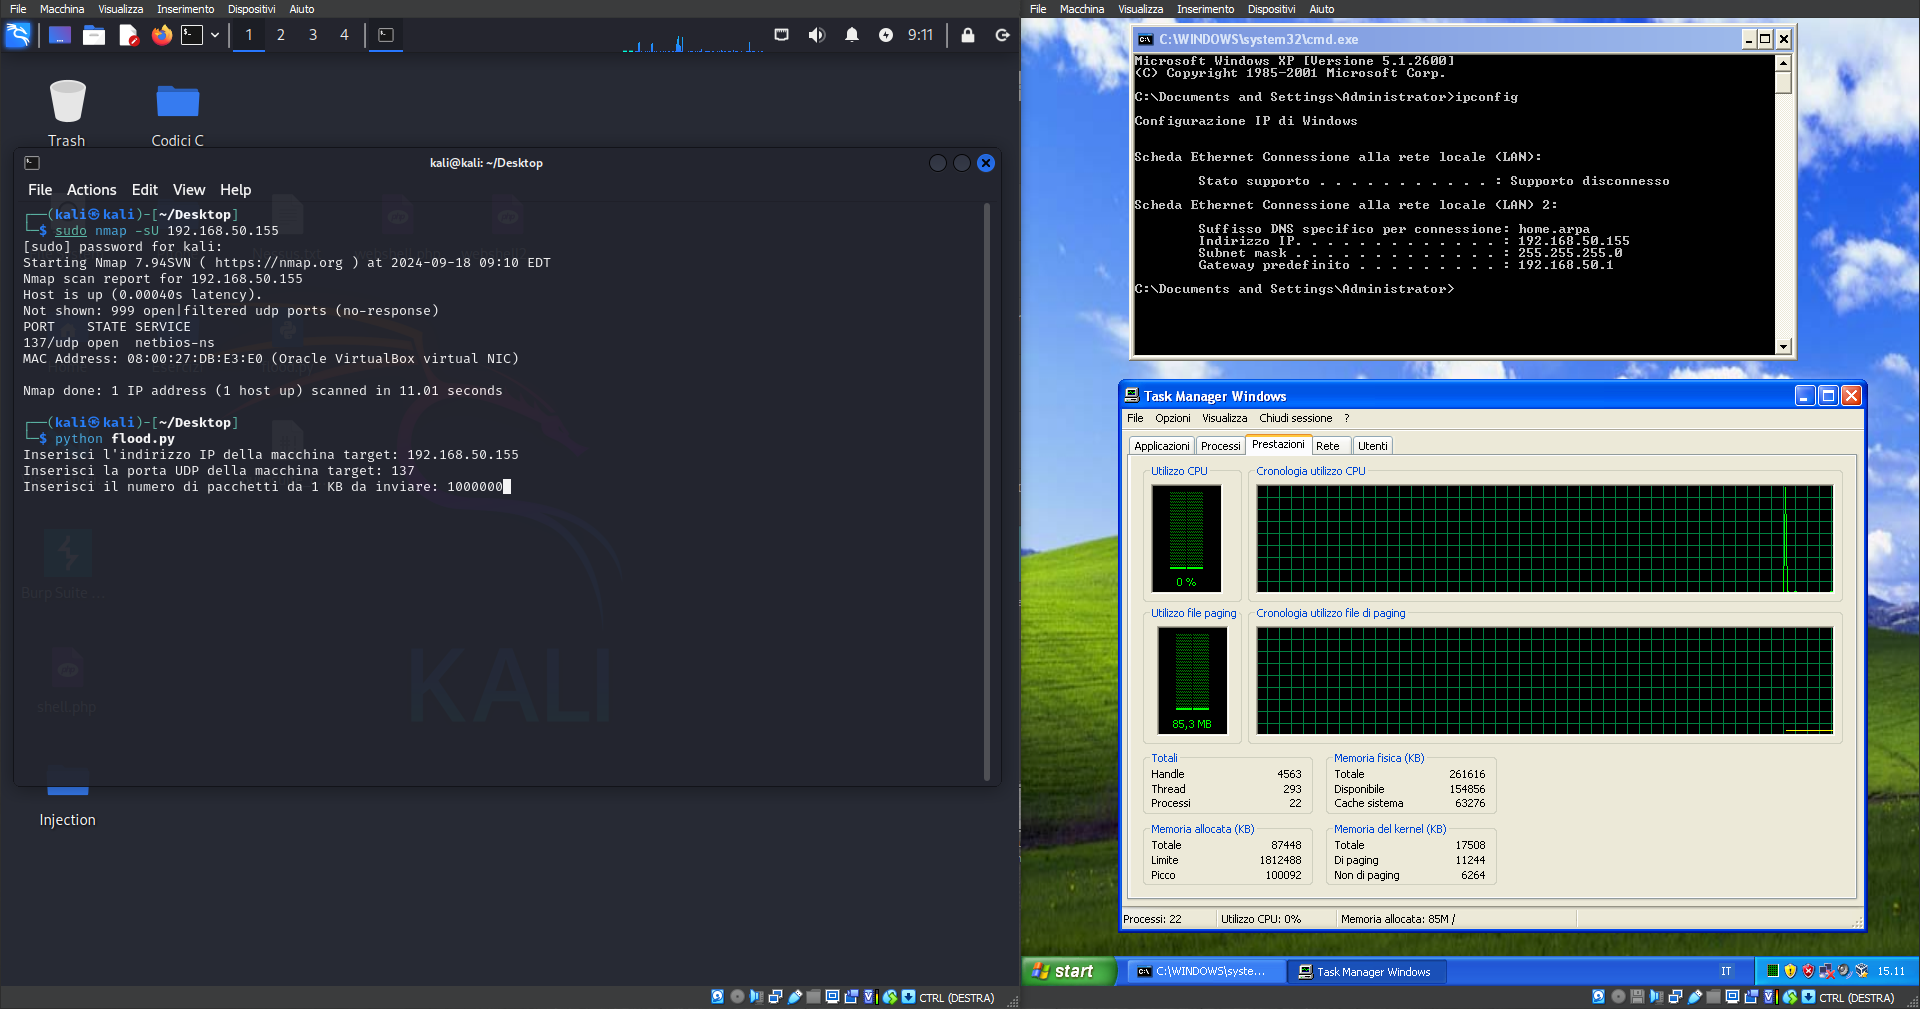 File Macchina Visualizza Inserimento Dispositivi Aiuto
1 2 3 4
9:11
Trash
Codici C
kali@kali: ~/Desktop
File Actions Edit View Help
┌──(kali㉿kali)-[~/Desktop]
└─$ sudo nmap -sU 192.168.50.155
[sudo] password for kali:
Starting Nmap 7.94SVN ( https://nmap.org ) at 2024-09-18 09:10 EDT
Nmap scan report for 192.168.50.155
Host is up (0.00040s latency).
Not shown: 999 open|filtered udp ports (no-response)
PORT    STATE SERVICE
137/udp open  netbios-ns
MAC Address: 08:00:27:DB:E3:E0 (Oracle VirtualBox virtual NIC)
Nmap done: 1 IP address (1 host up) scanned in 11.01 seconds
┌──(kali㉿kali)-[~/Desktop]
└─$ python flood.py
Inserisci l'indirizzo IP della macchina target: 192.168.50.155
Inserisci la porta UDP della macchina target: 137
Inserisci il numero di pacchetti da 1 KB da inviare: 1000000
Burp Suite ...
KALI
shell.php
Injection
CTRL (DESTRA)
File Macchina Visualizza Inserimento Dispositivi Aiuto
C:\WINDOWS\system32\cmd.exe
Microsoft Windows XP [Versione 5.1.2600]
(C) Copyright 1985-2001 Microsoft Corp.
C:\Documents and Settings\Administrator>ipconfig
Configurazione IP di Windows
Scheda Ethernet Connessione alla rete locale (LAN):
Stato supporto . . . . . . . . . . . : Supporto disconnesso
Scheda Ethernet Connessione alla rete locale (LAN) 2:
Suffisso DNS specifico per connessione: home.arpa
Indirizzo IP. . . . . . . . . . . . . : 192.168.50.155
Subnet mask . . . . . . . . . . . . . : 255.255.255.0
Gateway predefinito . . . . . . . . . : 192.168.50.1
C:\Documents and Settings\Administrator>
Task Manager Windows
File Opzioni Visualizza Chiudi sessione ?
Applicazioni Processi Prestazioni Rete Utenti
Utilizzo CPU
Cronologia utilizzo CPU
0 %
Utilizzo file paging
Cronologia utilizzo file di paging
85,3 MB
Totali
Handle 4563
Thread 293
Processi 22
Memoria fisica (KB)
Totale 261616
Disponibile 154856
Cache sistema 63276
Memoria allocata (KB)
Totale 87448
Limite 1812488
Picco 100092
Memoria del kernel (KB)
Totale 17508
Di paging 11244
Non di paging 6264
Processi: 22 Utilizzo CPU: 0% Memoria allocata: 85M /
start
C:\WINDOWS\syste...
Task Manager Windows
IT
15.11
CTRL (DESTRA)